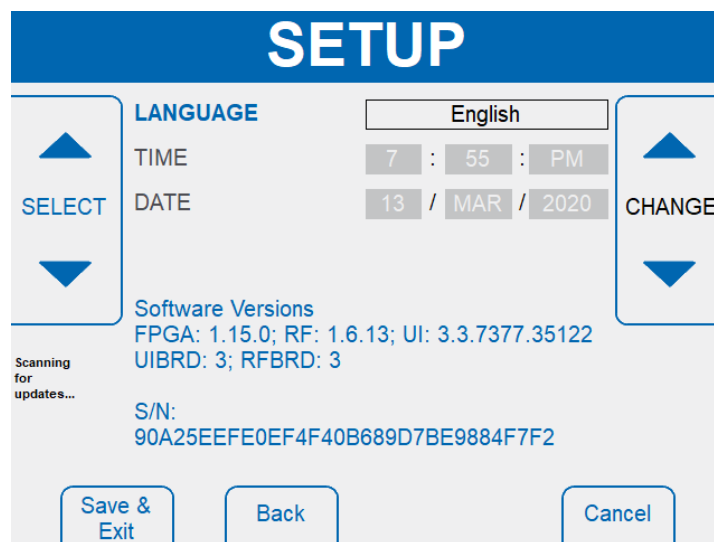 SETUP
LANGUAGE English
TIME 7 : 55 : PM
DATE 13 / MAR / 2020
SELECT
CHANGE
Software Versions
FPGA: 1.15.0; RF: 1.6.13; UI: 3.3.7377.35122
UIBRD: 3; RFBRD: 3
Scanning
for
updates...
S/N:
90A25EEFE0EF4F40B689D7BE9884F7F2
Save &
Exit
Back
Cancel